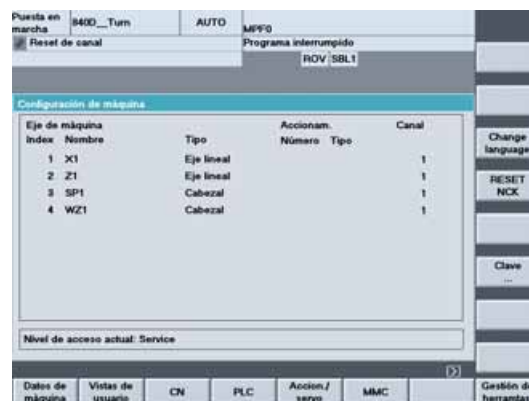 Puesta en marcha
840D__Turn
AUTO
MPF0
Reset de canal
Programa interrumpido
ROV SBL1
Configuración de máquina
Eje de máquina Accionam. Canal
Index Nombre Tipo Número Tipo
1 X1 Eje lineal 1
2 Z1 Eje lineal 1
3 SP1 Cabezal 1
4 WZ1 Cabezal 1
Nivel de acceso actual: Service
Change language
RESET NCK
Clave ...
Datos de máquina
Vistas de usuario
CN
PLC
Accion./ servo
MMC
Gestión de herramtas